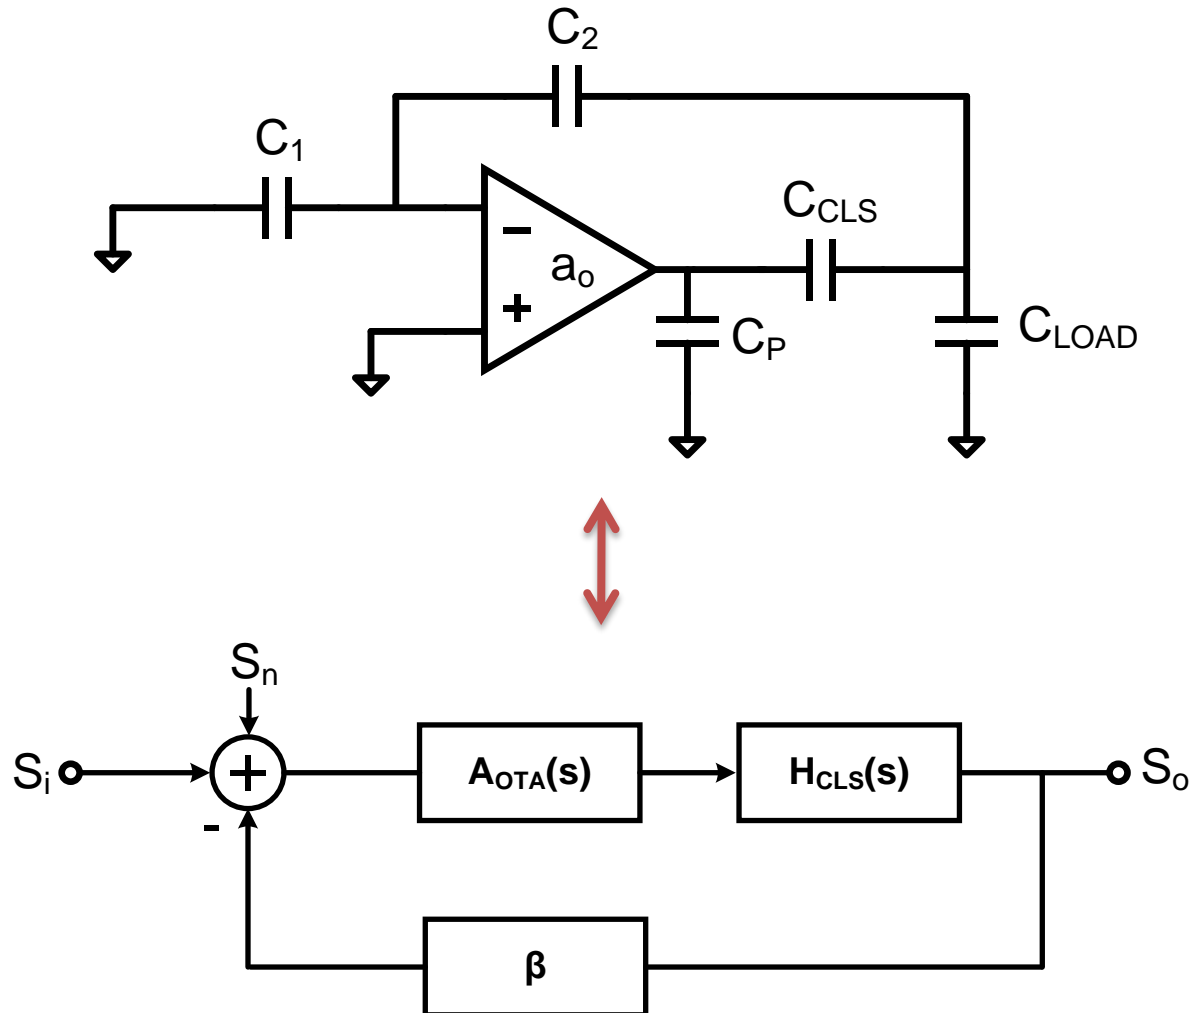 C2
C1
CCLS
−
ao
+
CP
CLOAD
Sn
Si
+
AOTA(s)
HCLS(s)
So
-
β